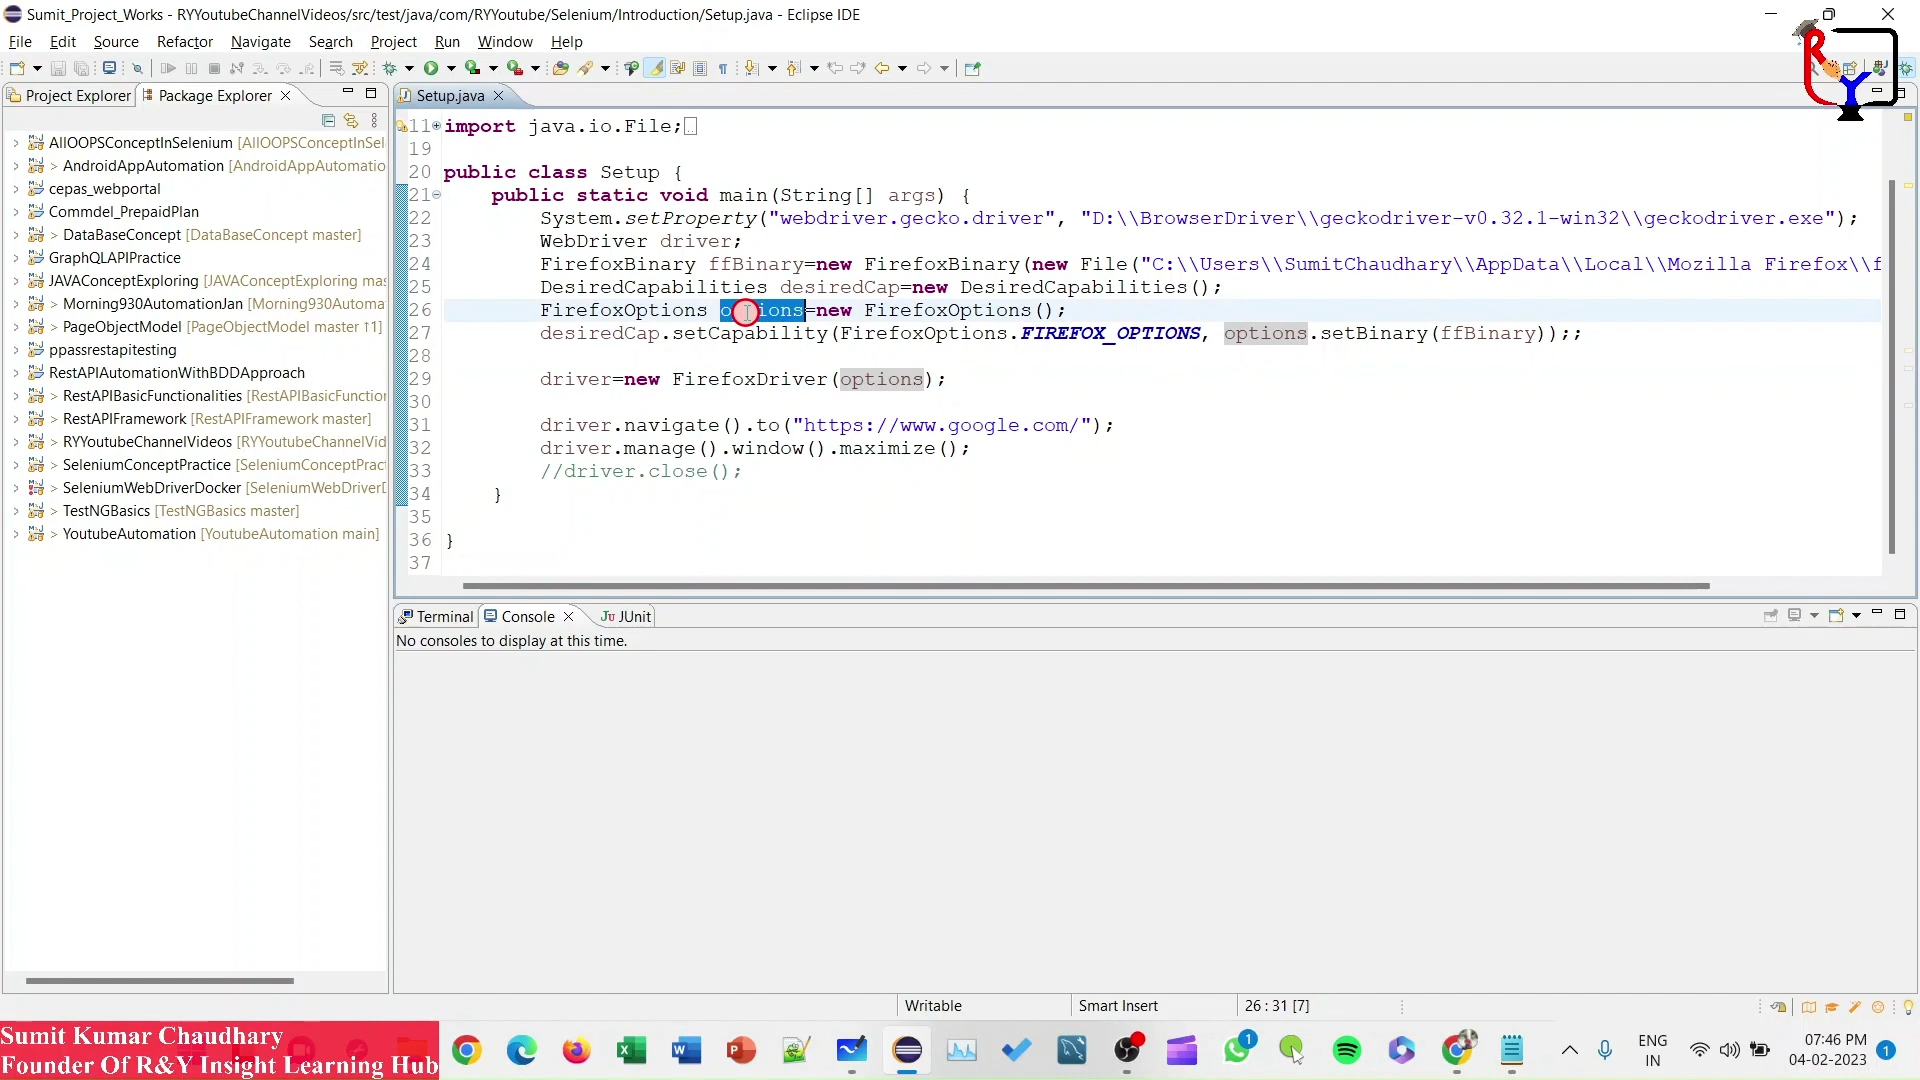 Sumit_Project_Works - RYYoutubeChannelVideos/src/test/java/com/RYYoutube/Selenium/Introduction/Setup.java - Eclipse IDE
File Edit Source Refactor Navigate Search Project Run Window Help
RY
Project Explorer Package Explorer
Setup.java
AllOOPSConceptInSelenium [AllOOPSConceptInSel
> AndroidAppAutomation [AndroidAppAutomatio
cepas_webportal
Commdel_PrepaidPlan
> DataBaseConcept [DataBaseConcept master]
GraphQLAPIPractice
JAVAConceptExploring [JAVAConceptExploring mas
> Morning930AutomationJan [Morning930Automa
> PageObjectModel [PageObjectModel master ↑1]
ppassrestapitesting
RestAPIAutomationWithBDDApproach
> RestAPIBasicFunctionalities [RestAPIBasicFunction
> RestAPIFramework [RestAPIFramework master]
> RYYoutubeChannelVideos [RYYoutubeChannelVid
> SeleniumConceptPractice [SeleniumConceptPract
> SeleniumWebDriverDocker [SeleniumWebDriverD
> TestNGBasics [TestNGBasics master]
> YoutubeAutomation [YoutubeAutomation main]
11 import java.io.File;
19
20 public class Setup {
21 public static void main(String[] args) {
22 System.setProperty("webdriver.gecko.driver", "D:\\BrowserDriver\\geckodriver-v0.32.1-win32\\geckodriver.exe");
23 WebDriver driver;
24 FirefoxBinary ffBinary=new FirefoxBinary(new File("C:\\Users\\SumitChaudhary\\AppData\\Local\\Mozilla Firefox\\f
25 DesiredCapabilities desiredCap=new DesiredCapabilities();
26 FirefoxOptions options=new FirefoxOptions();
27 desiredCap.setCapability(FirefoxOptions.FIREFOX_OPTIONS, options.setBinary(ffBinary));;
28
29 driver=new FirefoxDriver(options);
30
31 driver.navigate().to("https://www.google.com/");
32 driver.manage().window().maximize();
33 //driver.close();
34 }
35
36 }
37
Terminal Console Ju JUnit
No consoles to display at this time.
Writable Smart Insert 26 : 31 [7]
Sumit Kumar Chaudhary
Founder Of R&Y Insight Learning Hub
1
ENG
IN
07:46 PM
04-02-2023
1